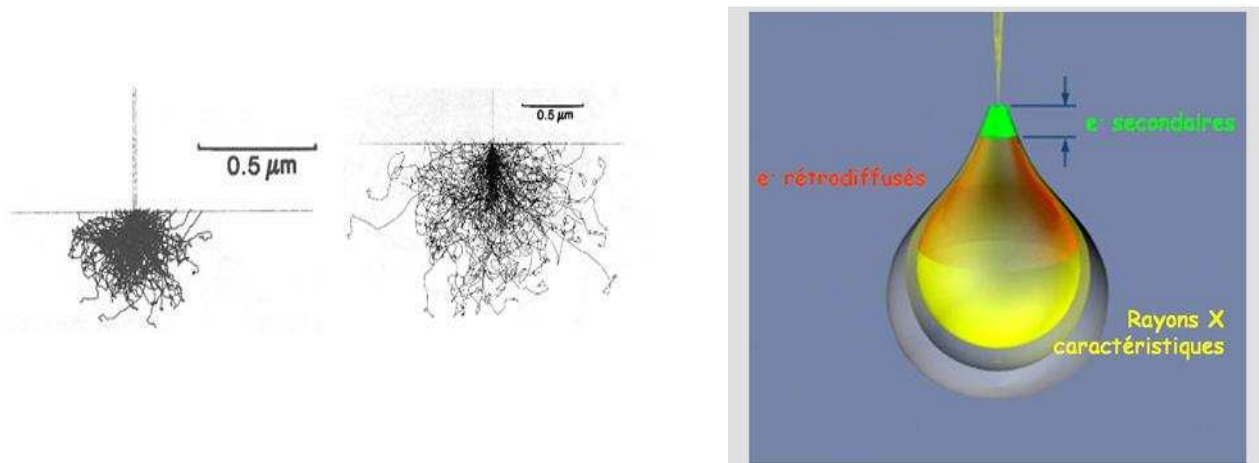 0.5 μm
0.5 μm
e- secondaires
e- rétrodiffusés
Rayons X
caractéristiques